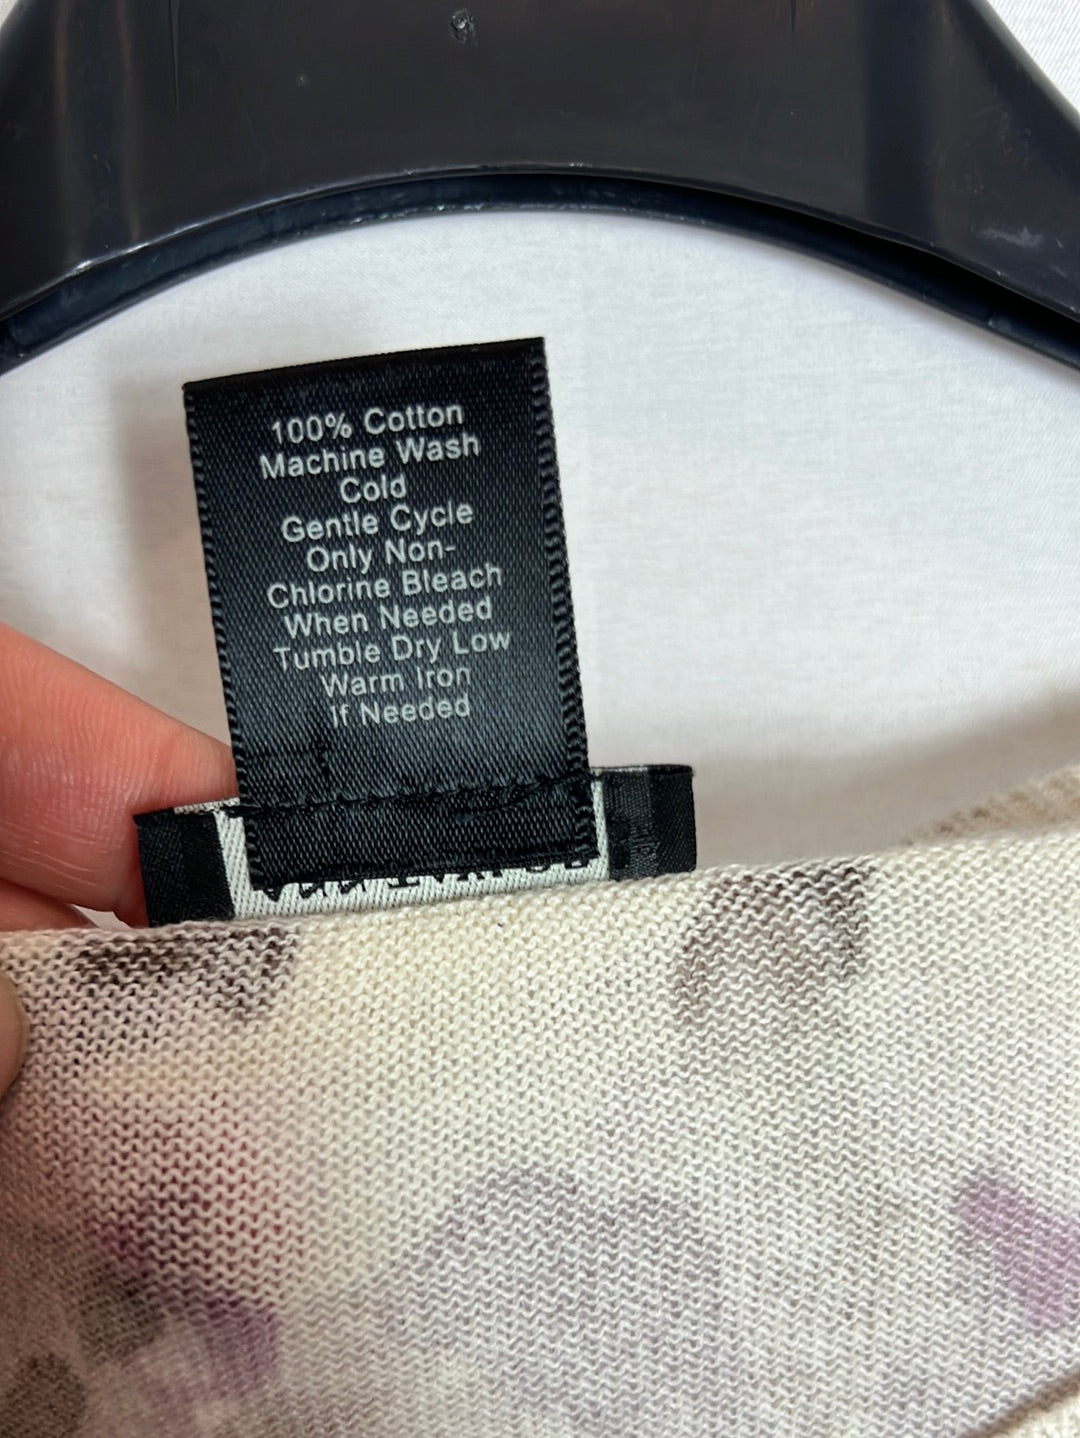 100% Cotton
Machine Wash
Cold
Gentle Cycle
Only Non-
Chlorine Bleach
When Needed
Tumble Dry Low
Warm Iron
If Needed